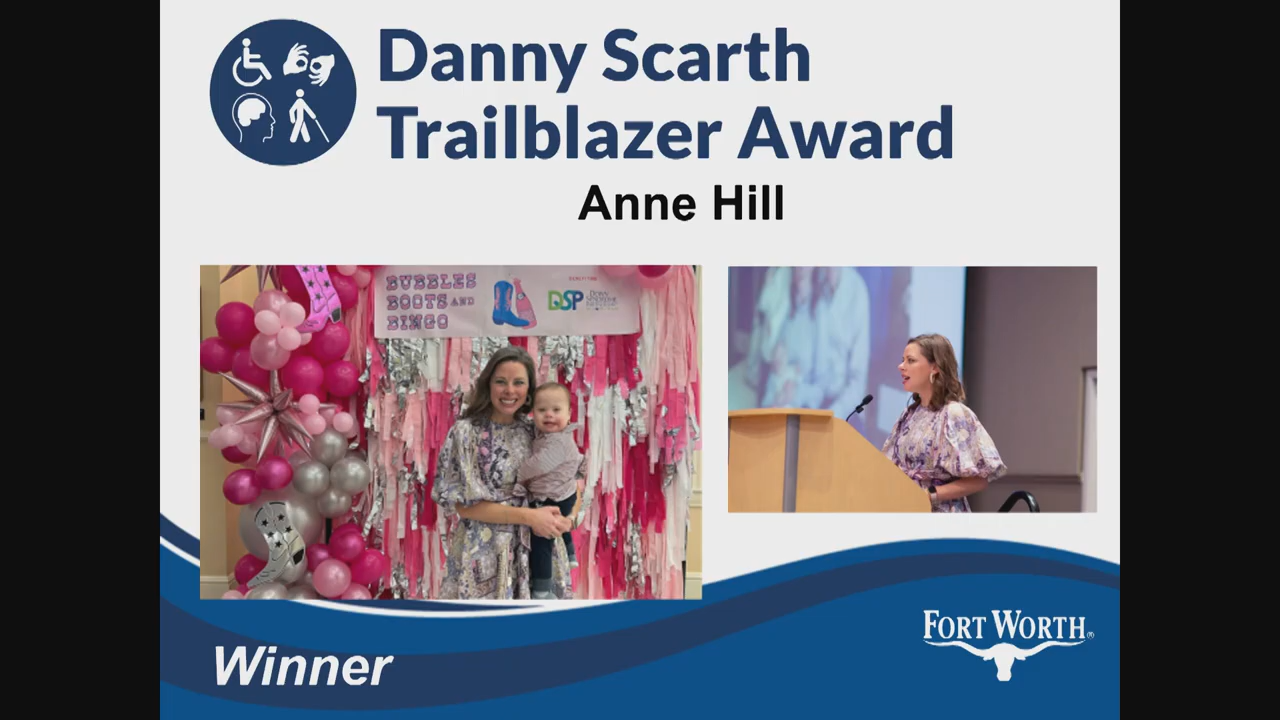 Danny Scarth
Trailblazer Award
Anne Hill
BUBBLES
BOOTS AND
BINGO
DSP
Winner
FORT WORTH®